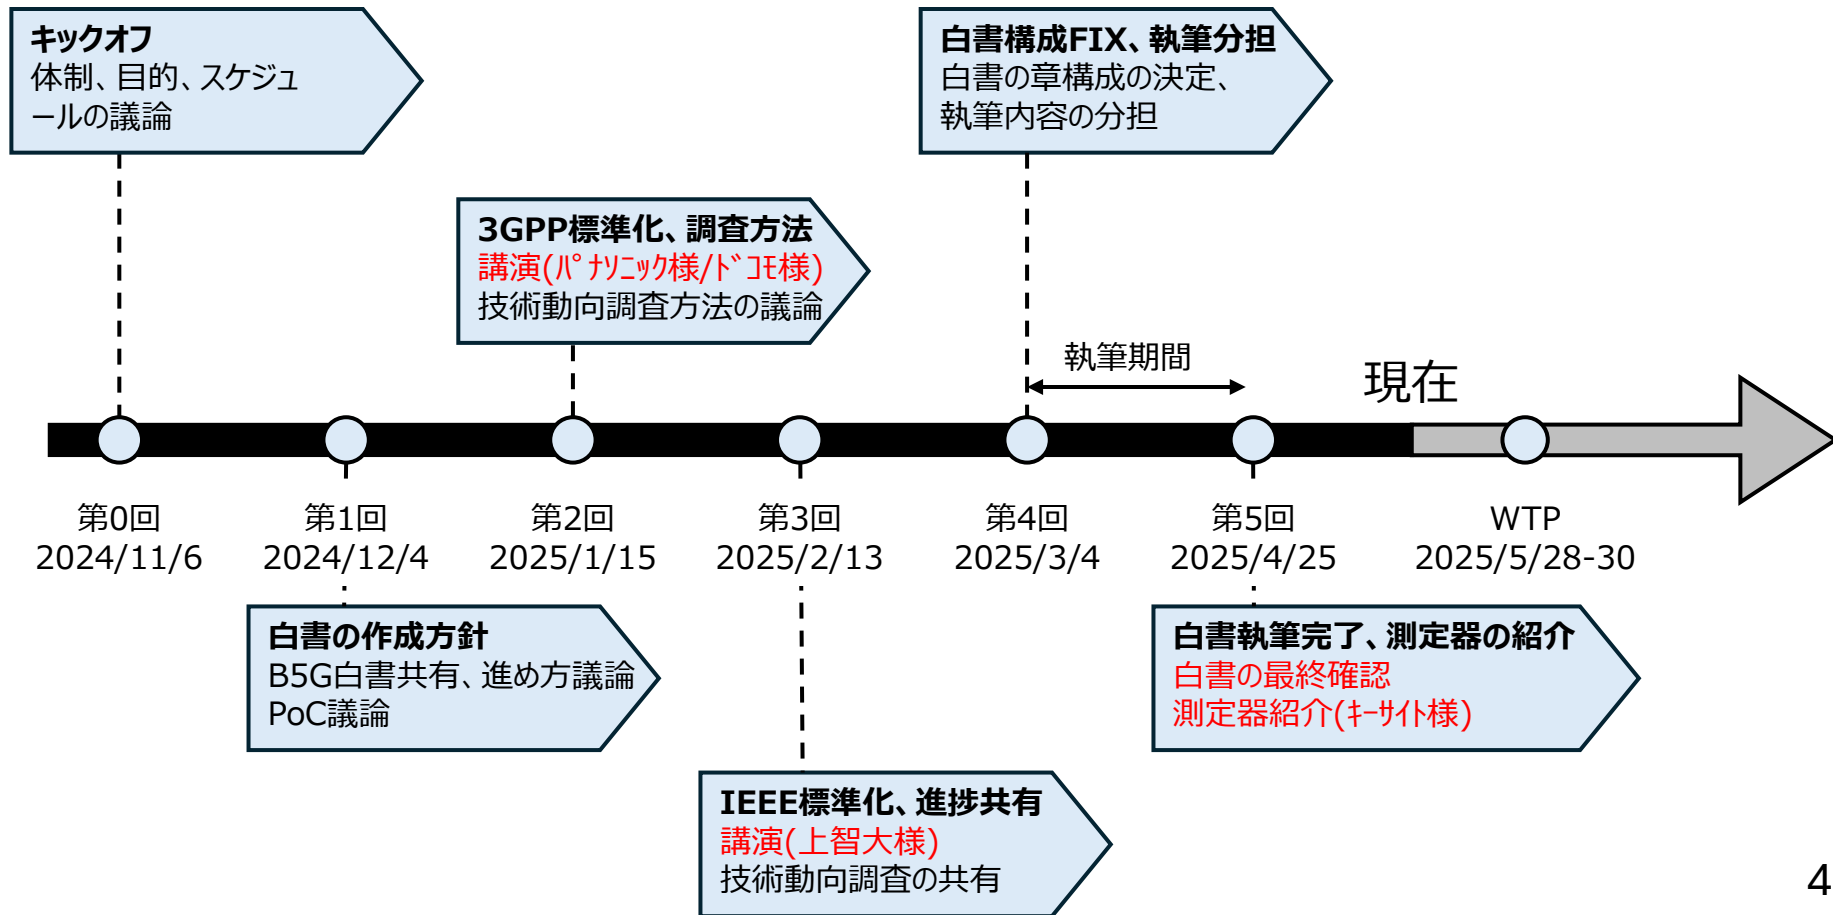 キックオフ
体制、目的、スケジュ
ールの議論
白書構成FIX、執筆分担
白書の章構成の決定、
執筆内容の分担
3GPP標準化、調査方法
講演(ﾊﾟﾅｿﾆｯｸ様/ﾄﾞｺﾓ様)
技術動向調査方法の議論
執筆期間
現在
第0回
2024/11/6
第1回
2024/12/4
第2回
2025/1/15
第3回
2025/2/13
第4回
2025/3/4
第5回
2025/4/25
WTP
2025/5/28-30
白書の作成方針
B5G白書共有、進め方議論
PoC議論
白書執筆完了、測定器の紹介
白書の最終確認
測定器紹介(ｷｰｻｲﾄ様)
IEEE標準化、進捗共有
講演(上智大様)
技術動向調査の共有
4